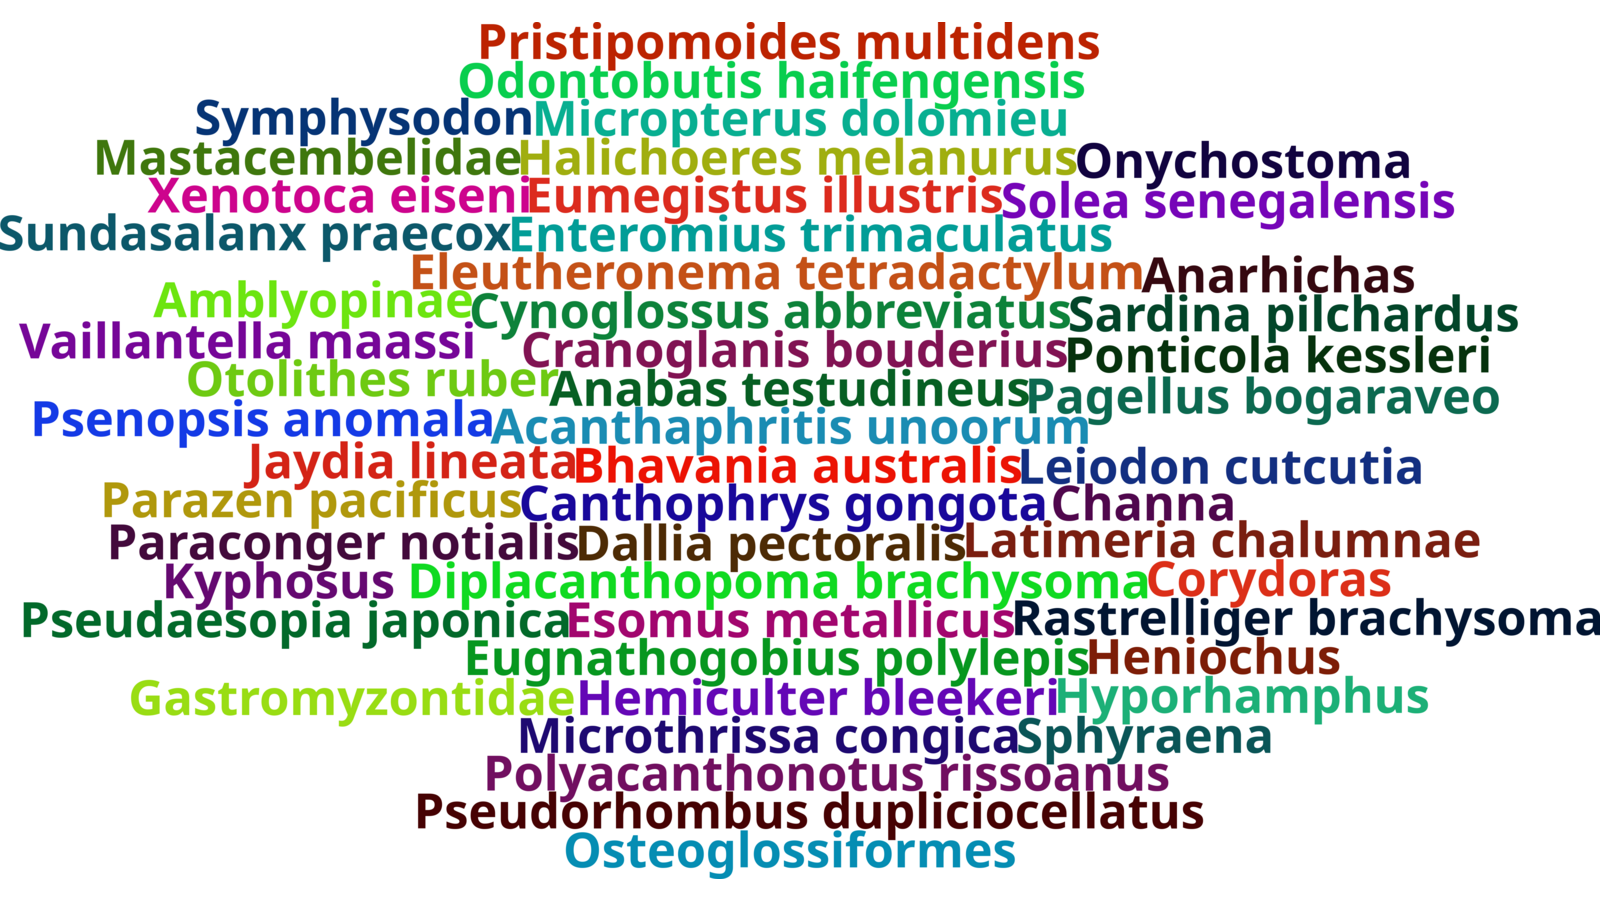 Pristipomoides multidens
Odontobutis haifengensis
Symphysodon Micropterus dolomieu
Mastacembelidae Halichoeres melanurus Onychostoma
Xenotoca eiseni Eumegistus illustris Solea senegalensis
Sundasalanx praecox Enteromius trimaculatus
Eleutheronema tetradactylum Anarhichas
Amblyopinae Cynoglossus abbreviatus Sardina pilchardus
Vaillantella maassi Cranoglanis bouderius Ponticola kessleri
Otolithes ruber Anabas testudineus Pagellus bogaraveo
Psenopsis anomala Acanthaphritis unoorum
Jaydia lineata Bhavania australis Leiodon cutcutia
Parazen pacificus Canthophrys gongota Channa
Paraconger notialis Dallia pectoralis Latimeria chalumnae
Kyphosus Diplacanthopoma brachysoma Corydoras
Pseudaesopia japonica Esomus metallicus Rastrelliger brachysoma
Eugnathogobius polylepis Heniochus
Gastromyzontidae Hemiculter bleekeri Hyporhamphus
Microthrissa congica Sphyraena
Polyacanthonotus rissoanus
Pseudorhombus dupliciocellatus
Osteoglossiformes